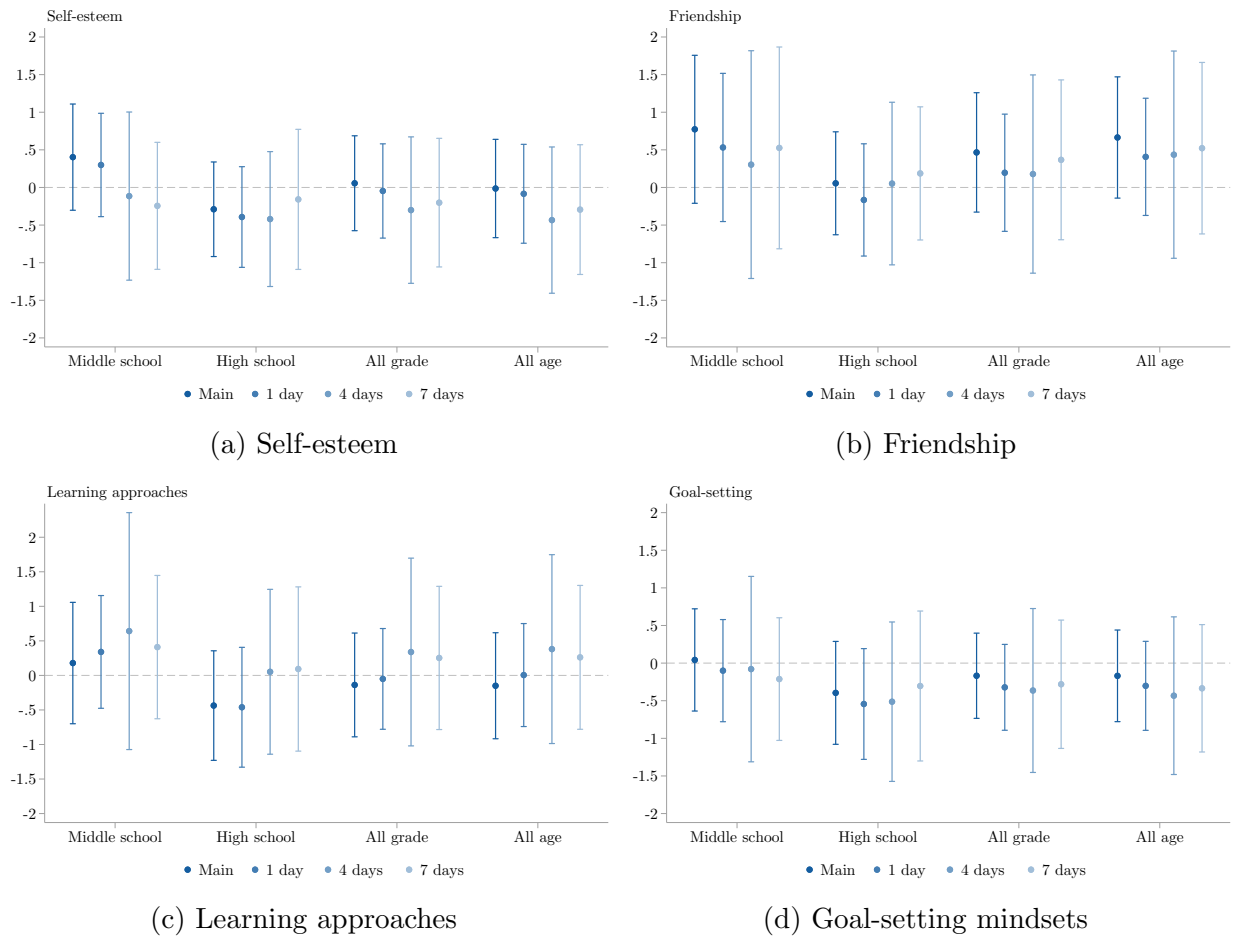 Self-esteem
2
1.5
1
.5
0
-.5
-1
-1.5
-2
Middle school High school All grade All age
Main 1 day 4 days 7 days
(a) Self-esteem
Friendship
2
1.5
1
.5
0
-.5
-1
-1.5
-2
Middle school High school All grade All age
Main 1 day 4 days 7 days
(b) Friendship
Learning approaches
2
1.5
1
.5
0
-.5
-1
-1.5
-2
Middle school High school All grade All age
Main 1 day 4 days 7 days
(c) Learning approaches
Goal-setting
2
1.5
1
.5
0
-.5
-1
-1.5
-2
Middle school High school All grade All age
Main 1 day 4 days 7 days
(d) Goal-setting mindsets